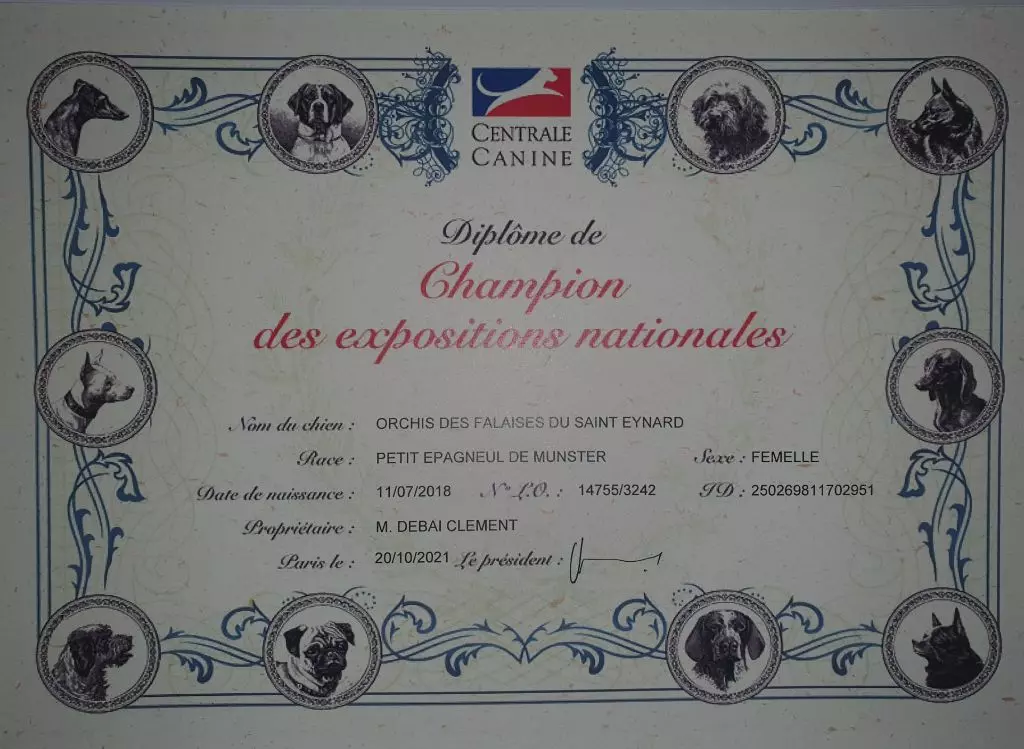 CENTRALE
CANINE
Diplôme de
Champion
des expositions nationales
Nom du chien : ORCHIS DES FALAISES DU SAINT EYNARD
Race : PETIT EPAGNEUL DE MUNSTER Sexe : FEMELLE
Date de naissance : 11/07/2018 N° L.O. : 14755/3242 ID : 250269811702951
Propriétaire : M. DEBAI CLEMENT
Paris le : 20/10/2021 Le président :